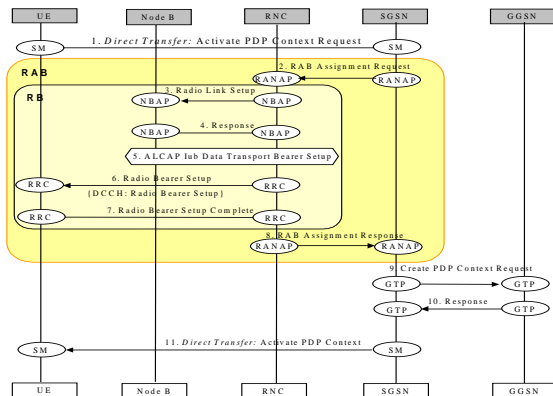 UE Node B RNC SGSN GGSN
1. Direct Transfer: Activate PDP Context Request
SM SM
RAB
2. RAB Assignment Request
RANAP RANAP
RB
3. Radio Link Setup
NBAP NBAP
4. Response
NBAP NBAP
5. ALCAP Iub Data Transport Bearer Setup
6. Radio Bearer Setup
RRC RRC
{DCCH: Radio Bearer Setup}
7. Radio Bearer Setup Complete
RRC RRC
8. RAB Assignment Response
RANAP RANAP
9. Create PDP Context Request
GTP GTP
10. Response
GTP GTP
11. Direct Transfer: Activate PDP Context
SM SM
UE Node B RNC SGSN GGSN